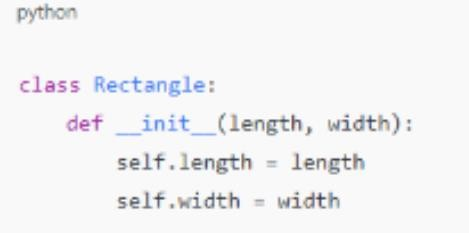 python
class Rectangle:
    def __init__(length, width):
        self.length = length
        self.width = width